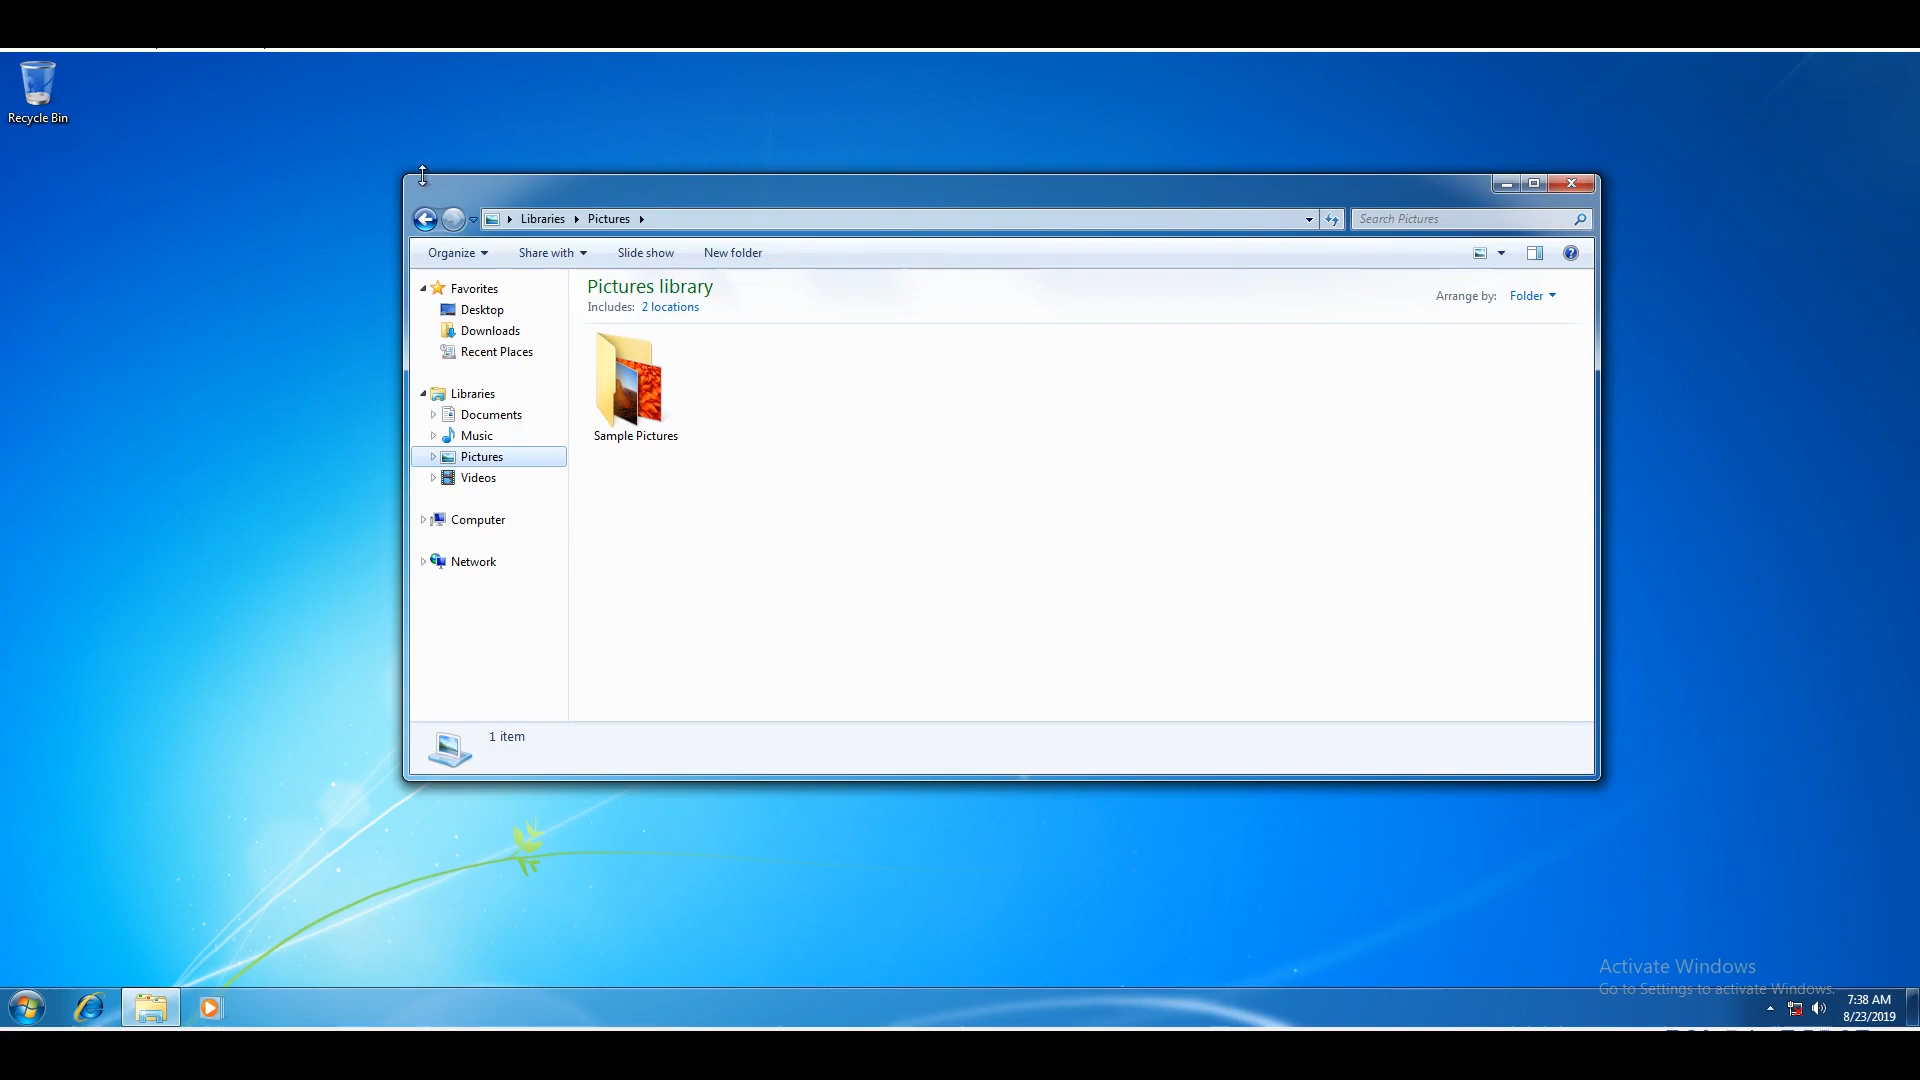 Recycle Bin
Libraries Pictures
Search Pictures
Organize Share with Slide show New folder
Favorites
Desktop
Downloads
Recent Places
Libraries
Documents
Music
Pictures
Videos
Computer
Network
Pictures library
Includes: 2 locations
Arrange by: Folder
Sample Pictures
1 item
Activate Windows
Go to Settings to activate Windows.
7:38 AM
8/23/2019